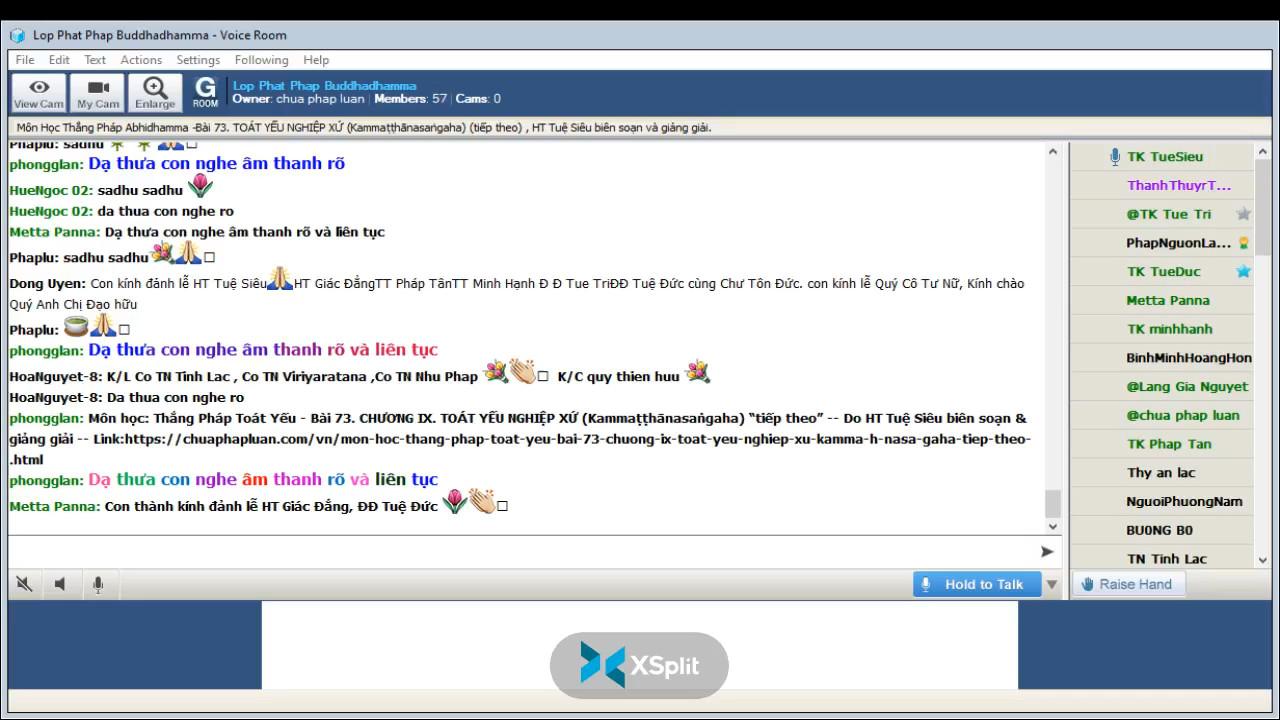 Lop Phat Phap Buddhadhamma - Voice Room
File Edit Text Actions Settings Following Help
View Cam My Cam Enlarge G ROOM
Lop Phat Phap Buddhadhamma
Owner: chua phap luan | Members: 57 | Cams: 0
Môn Học Thắng Pháp Abhidhamma -Bài 73. TOÁT YẾU NGHIỆP XỨ (Kammaṭṭhānasaṅgaha) (tiếp theo) , HT Tuệ Siêu biên soạn và giảng giải.
Phaplu: sadhu
phongglan: Dạ thưa con nghe âm thanh rõ
HueNgoc 02: sadhu sadhu
HueNgoc 02: da thua con nghe ro
Metta Panna: Dạ thưa con nghe âm thanh rõ và liên tục
Phaplu: sadhu sadhu
Dong Uyen: Con kính đảnh lễ HT Tuệ Siêu HT Giác ĐẳngTT Pháp TânTT Minh Hạnh Đ Đ Tue TriĐĐ Tuệ Đức cùng Chư Tôn Đức. con kính lễ Quý Cô Tư Nữ, Kính chào
Quý Anh Chị Đạo hữu
Phaplu:
phongglan: Dạ thưa con nghe âm thanh rõ và liên tục
HoaNguyet-8: K/L Co TN Tinh Lac , Co TN Viriyaratana ,Co TN Nhu Phap K/C quy thien huu
HoaNguyet-8: Da thua con nghe ro
phongglan: Môn học: Thắng Pháp Toát Yếu - Bài 73. CHƯƠNG IX. TOÁT YẾU NGHIỆP XỨ (Kammaṭṭhānasaṅgaha) “tiếp theo” -- Do HT Tuệ Siêu biên soạn &
giảng giải -- Link:https://chuaphapluan.com/vn/mon-hoc-thang-phap-toat-yeu-bai-73-chuong-ix-toat-yeu-nghiep-xu-kamma-h-nasa-gaha-tiep-theo-
.html
phongglan: Dạ thưa con nghe âm thanh rõ và liên tục
Metta Panna: Con thành kính đảnh lễ HT Giác Đẳng, ĐĐ Tuệ Đức
TK TueSieu
ThanhThuyrT...
@TK Tue Tri
PhapNguonLa...
TK TueDuc
Metta Panna
TK minhhanh
BinhMinhHoangHon
@Lang Gia Nguyet
@chua phap luan
TK Phap Tan
Thy an lac
NguoiPhuongNam
BU0NG B0
TN Tinh Lac
Hold to Talk
Raise Hand
XSplit